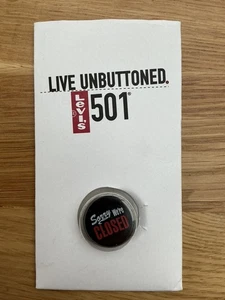 LIVE UNBUTTONED.
Levi's 501®
Sorry WE'RE
CLOSED